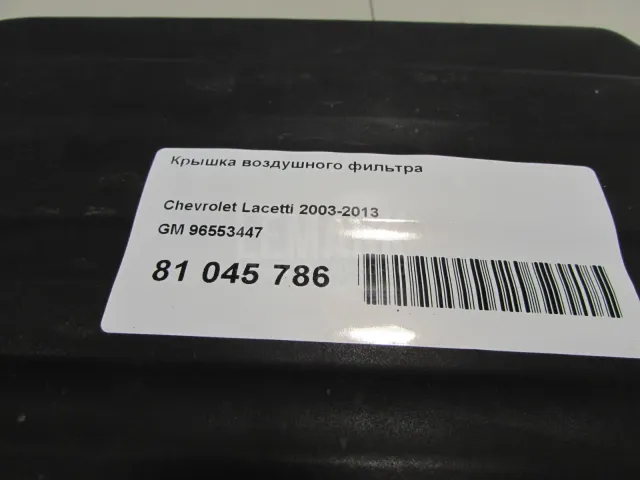 Крышка воздушного фильтра
Chevrolet Lacetti 2003-2013
GM 96553447
81 045 786